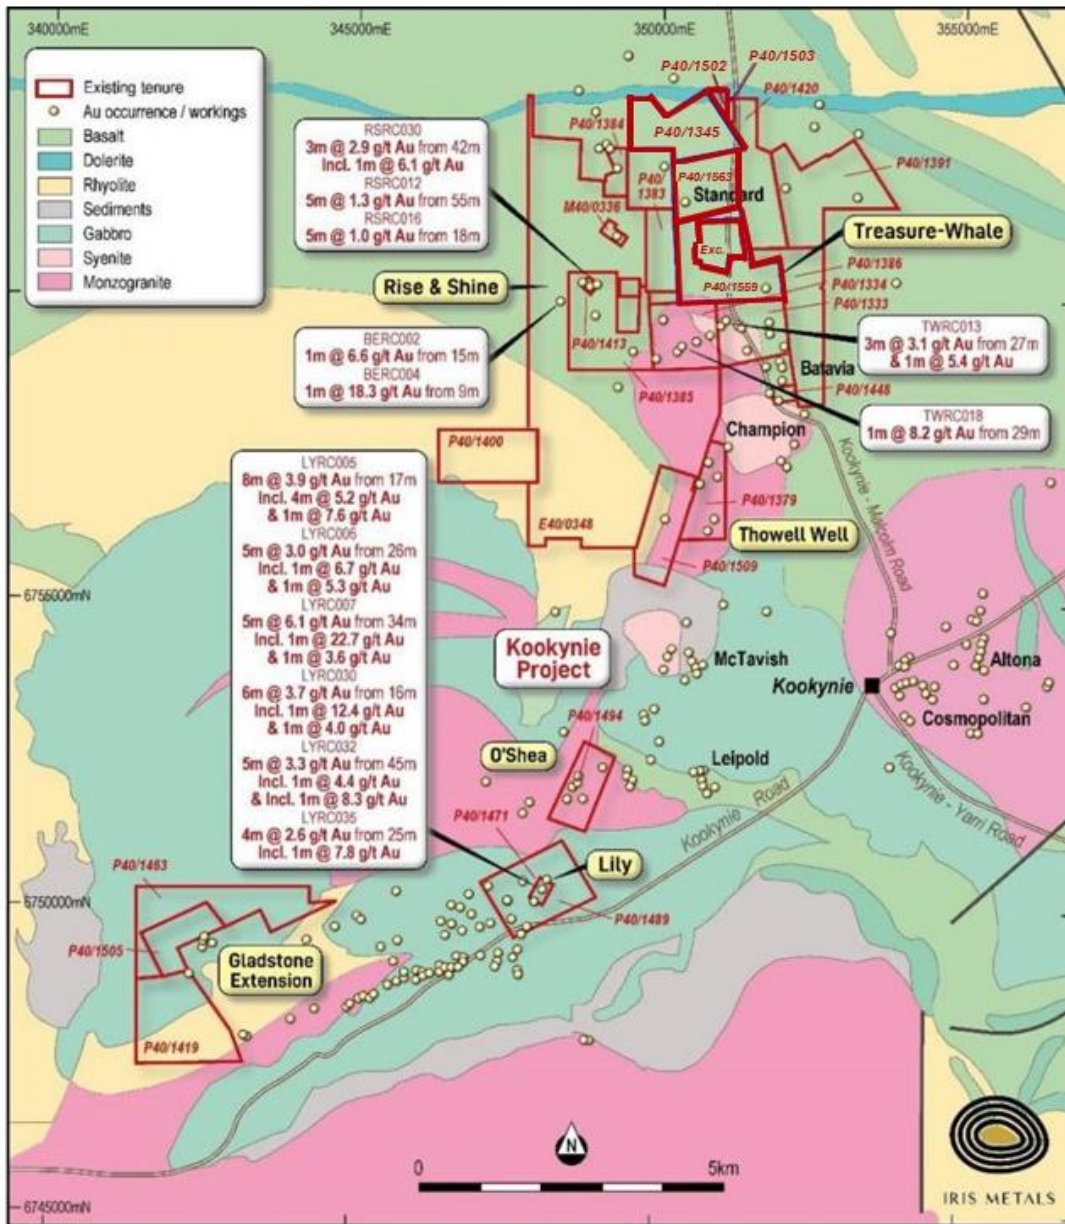 340000mE
345000mE
350000mE
355000mE
Existing tenure
Au occurrence / workings
Basalt
Dolerite
Rhyolite
Sediments
Gabbro
Syenite
Monzogranite
P40/1502
P40/1503
P40/1420
P40/1384
P40/1345
P40/1391
P40/
1383
P40/1563
Standard
M40/0336
RSRC030
3m @ 2.9 g/t Au from 42m
Incl. 1m @ 6.1 g/t Au
RSRC012
5m @ 1.3 g/t Au from 55m
RSRC016
5m @ 1.0 g/t Au from 18m
Treasure-Whale
Exc.
P40/1559
P40/1386
P40/1334
P40/1333
Rise & Shine
P40/1413
BERC002
1m @ 6.6 g/t Au from 15m
BERC004
1m @ 18.3 g/t Au from 9m
TWRC013
3m @ 3.1 g/t Au from 27m
& 1m @ 5.4 g/t Au
Batavia
P40/1448
P40/1385
TWRC018
1m @ 8.2 g/t Au from 29m
Champion
P40/1400
Kookynie - Malcolm Road
P40/1379
E40/0348
Thowell Well
P40/1509
LYRC005
8m @ 3.9 g/t Au from 17m
Incl. 4m @ 5.2 g/t Au
& 1m @ 7.6 g/t Au
LYRC006
5m @ 3.0 g/t Au from 26m
Incl. 1m @ 6.7 g/t Au
& 1m @ 5.3 g/t Au
LYRC007
5m @ 6.1 g/t Au from 34m
Incl. 1m @ 22.7 g/t Au
& 1m @ 3.6 g/t Au
LYRC030
6m @ 3.7 g/t Au from 16m
Incl. 1m @ 12.4 g/t Au
& 1m @ 4.0 g/t Au
LYRC032
5m @ 3.3 g/t Au from 45m
Incl. 1m @ 4.4 g/t Au
& Incl. 1m @ 8.3 g/t Au
LYRC035
4m @ 2.6 g/t Au from 25m
Incl. 1m @ 7.8 g/t Au
6755000mN
Kookynie
Project
McTavish
Altona
Kookynie
Cosmopolitan
P40/1494
O'Shea
Leipold
Kookynie Road
Kookynie - Yarri Road
P40/1471
Lily
P40/1463
6750000mN
P40/1489
P40/1505
Gladstone
Extension
P40/1419
N
0
5km
IRIS METALS
6745000mN